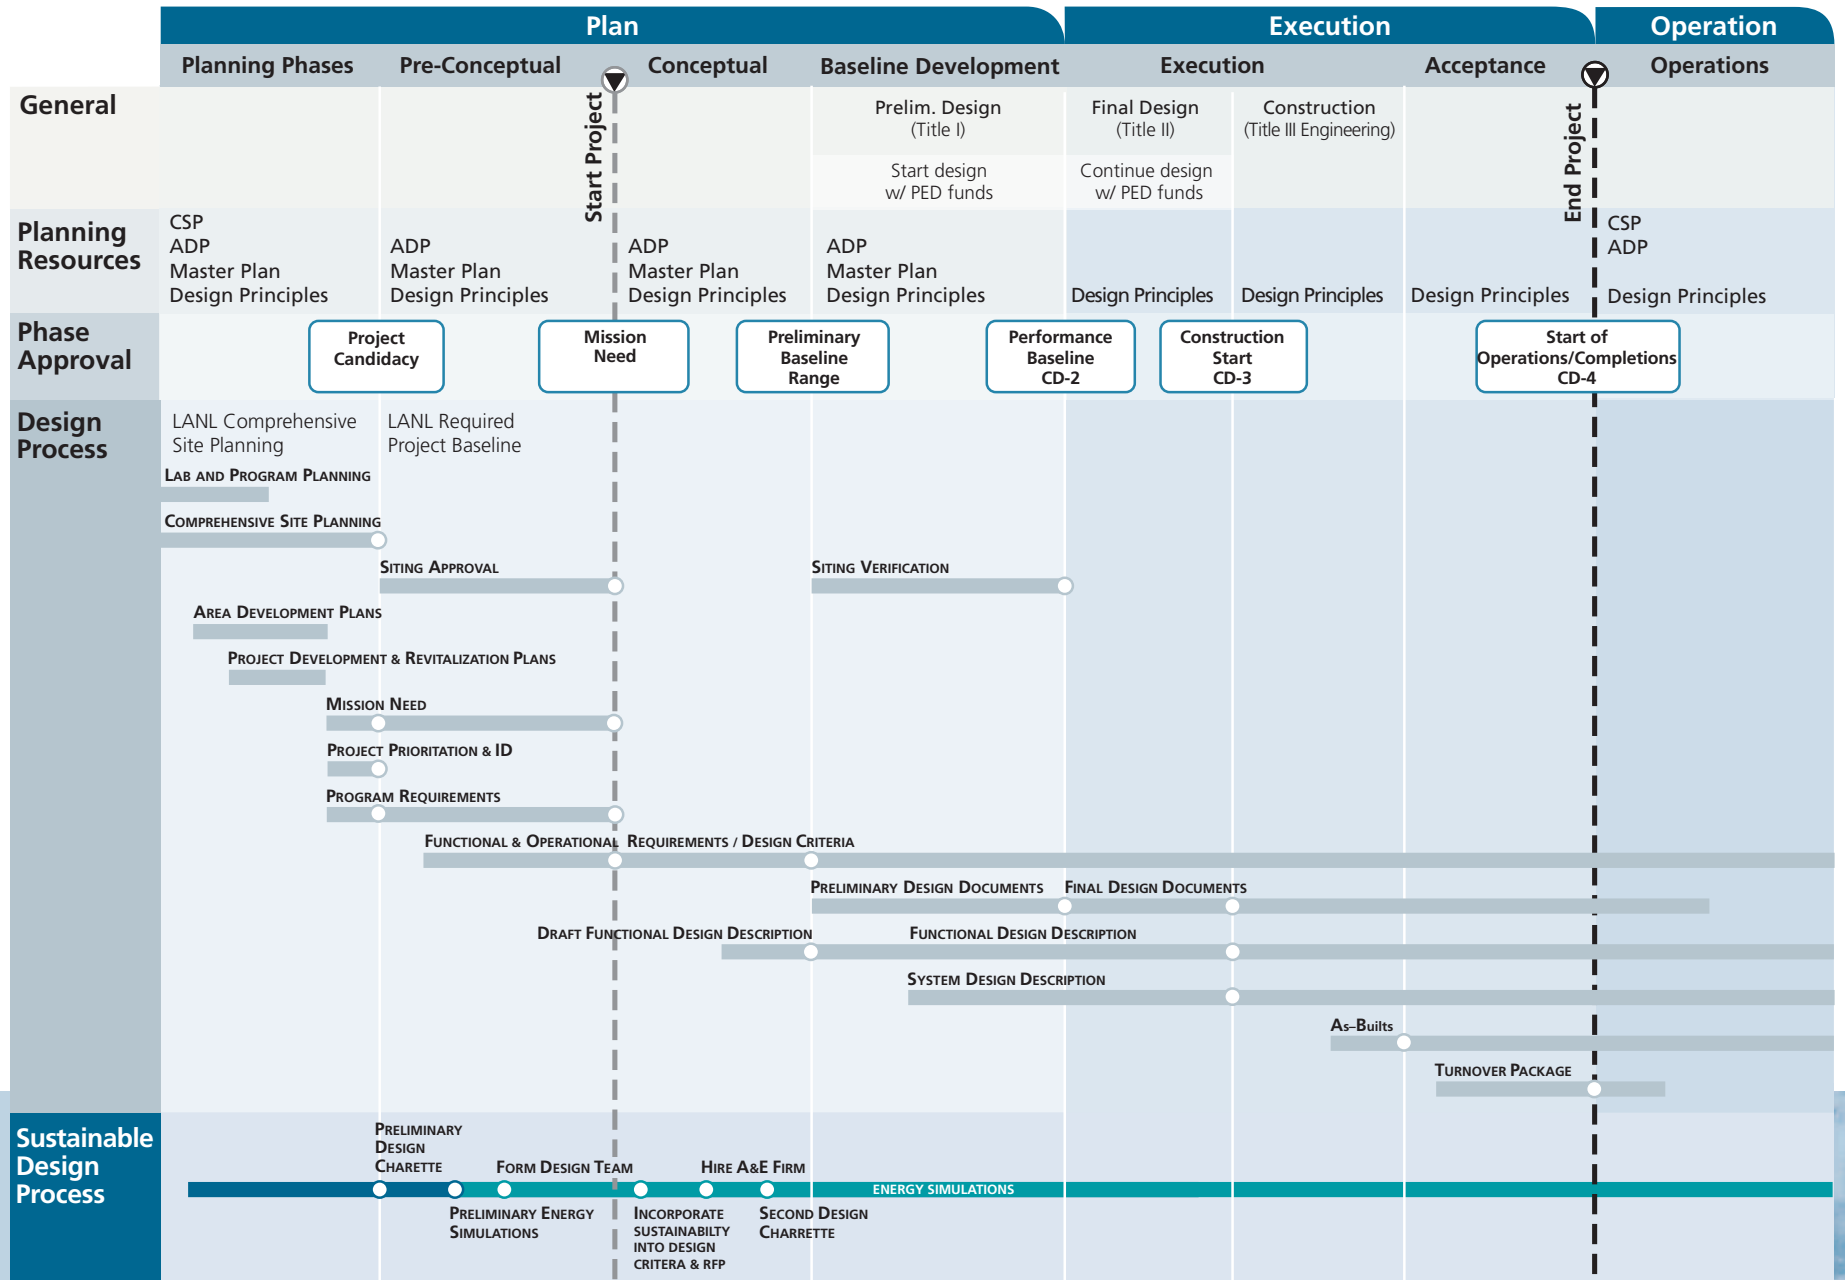 Plan
Execution
Operation
Planning Phases
Pre-Conceptual
Conceptual
Baseline Development
Execution
Acceptance
Operations
General
Start Project
Prelim. Design
(Title I)
Start design
w/ PED funds
Final Design
(Title II)
Continue design
w/ PED funds
Construction
(Title III Engineering)
End Project
Planning
Resources
CSP
ADP
Master Plan
Design Principles
ADP
Master Plan
Design Principles
ADP
Master Plan
Design Principles
ADP
Master Plan
Design Principles
Design Principles
Design Principles
Design Principles
CSP
ADP
Design Principles
Phase
Approval
Project
Candidacy
Mission
Need
Preliminary
Baseline
Range
Performance
Baseline
CD-2
Construction
Start
CD-3
Start of
Operations/Completions
CD-4
Design
Process
LANL Comprehensive
Site Planning
LANL Required
Project Baseline
LAB AND PROGRAM PLANNING
COMPREHENSIVE SITE PLANNING
SITING APPROVAL
SITING VERIFICATION
AREA DEVELOPMENT PLANS
PROJECT DEVELOPMENT & REVITALIZATION PLANS
MISSION NEED
PROJECT PRIORITATION & ID
PROGRAM REQUIREMENTS
FUNCTIONAL & OPERATIONAL REQUIREMENTS / DESIGN CRITERIA
PRELIMINARY DESIGN DOCUMENTS
FINAL DESIGN DOCUMENTS
DRAFT FUNCTIONAL DESIGN DESCRIPTION
FUNCTIONAL DESIGN DESCRIPTION
SYSTEM DESIGN DESCRIPTION
As–Builts
TURNOVER PACKAGE
Sustainable
Design
Process
PRELIMINARY
DESIGN
CHARETTE
FORM DESIGN TEAM
HIRE A&E FIRM
ENERGY SIMULATIONS
PRELIMINARY ENERGY
SIMULATIONS
INCORPORATE
SUSTAINABILTY
INTO DESIGN
CRITERA & RFP
SECOND DESIGN
CHARRETTE